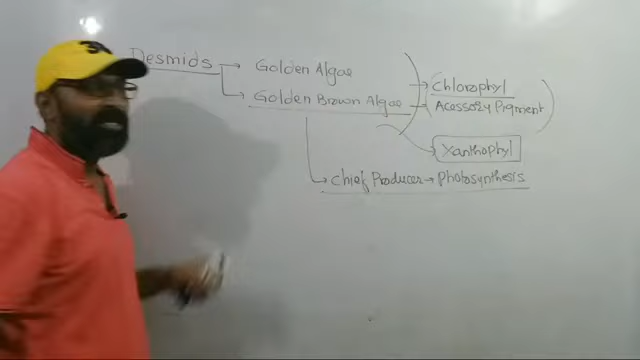 Desmids → Golden Algae
Golden Brown Algae
Chlorophyl
Acessory Pigment
Xanthophyl
Chief Producer → Photosynthesis